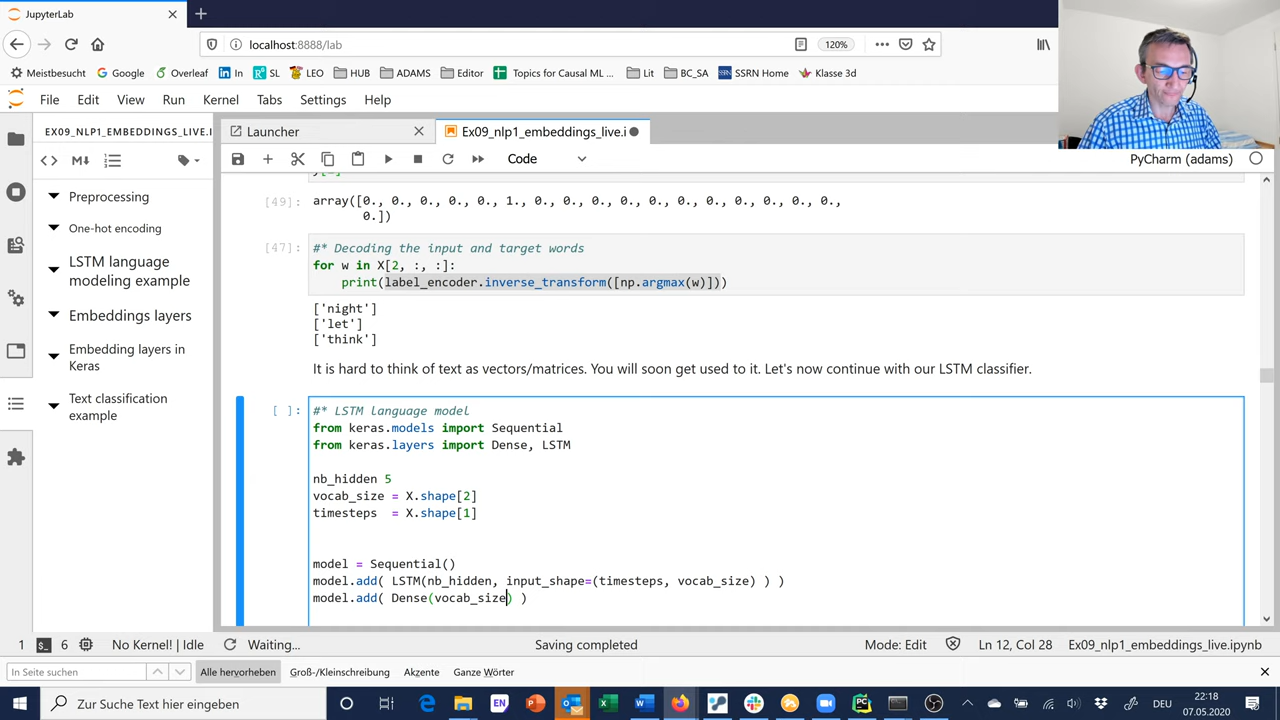 JupyterLab
localhost:8888/lab
120%
Meistbesucht
Google
Overleaf
In
SL
LEO
HUB
ADAMS
Editor
Topics for Causal ML ...
Lit
BC_SA
SSRN Home
Klasse 3d
File Edit View Run Kernel Tabs Settings Help
EX09_NLP1_EMBEDDINGS_LIVE.I
Launcher
Ex09_nlp1_embeddings_live.i
Code
PyCharm (adams)
Preprocessing
One-hot encoding
LSTM language
modeling example
Embeddings layers
Embedding layers in
Keras
Text classification
example
[49]: array([0., 0., 0., 0., 0., 1., 0., 0., 0., 0., 0., 0., 0., 0., 0., 0., 0.,
0.])
[47]: #* Decoding the input and target words
for w in X[2, :, :]:
print(label_encoder.inverse_transform([np.argmax(w)]))
['night']
['let']
['think']
It is hard to think of text as vectors/matrices. You will soon get used to it. Let's now continue with our LSTM classifier.
[ ]: #* LSTM language model
from keras.models import Sequential
from keras.layers import Dense, LSTM
nb_hidden 5
vocab_size = X.shape[2]
timesteps = X.shape[1]
model = Sequential()
model.add( LSTM(nb_hidden, input_shape=(timesteps, vocab_size) ) )
model.add( Dense(vocab_size) )
1
6
No Kernel! | Idle
Waiting...
Saving completed
Mode: Edit
Ln 12, Col 28
Ex09_nlp1_embeddings_live.ipynb
In Seite suchen
Alle hervorheben
Groß-/Kleinschreibung
Akzente
Ganze Wörter
Zur Suche Text hier eingeben
EN
DEU
22:18
07.05.2020